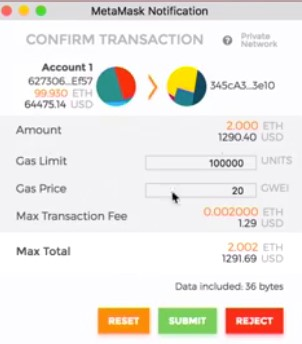 MetaMask Notification
CONFIRM TRANSACTION ? Private Network
Account 1
627306...Ef57
99.930 ETH
64475.14 USD
345cA3...3e10
Amount 2.000 ETH
1290.40 USD
Gas Limit 100000 UNITS
Gas Price 20 GWEI
Max Transaction Fee 0.002000 ETH
1.29 USD
Max Total 2.002 ETH
1291.69 USD
Data included: 36 bytes
RESET SUBMIT REJECT